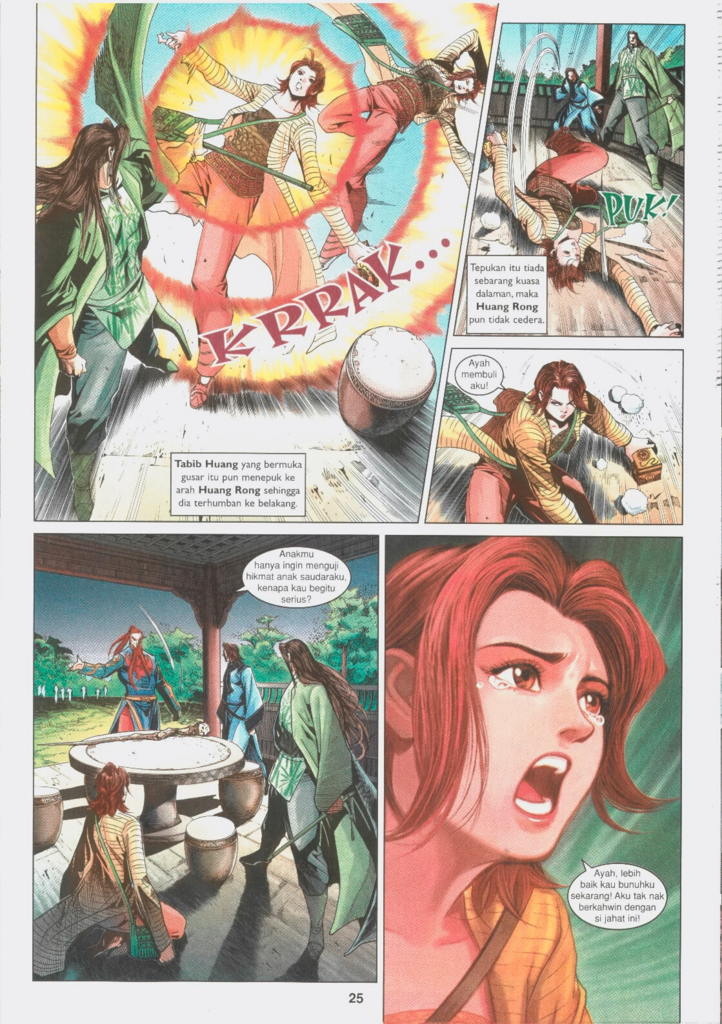 KRRAK...
Tabib Huang yang bermuka
gusar itu pun menepuk ke
arah Huang Rong sehingga
dia terhumban ke belakang.
PUK!
Tepukan itu tiada
sebarang kuasa
dalaman, maka
Huang Rong
pun tidak cedera.
Ayah
membuli
aku!
Anakmu
hanya ingin menguji
hikmat anak saudaraku,
kenapa kau begitu
serius?
Ayah, lebih
baik kau bunuhku
sekarang! Aku tak nak
berkahwin dengan
si jahat ini!
25